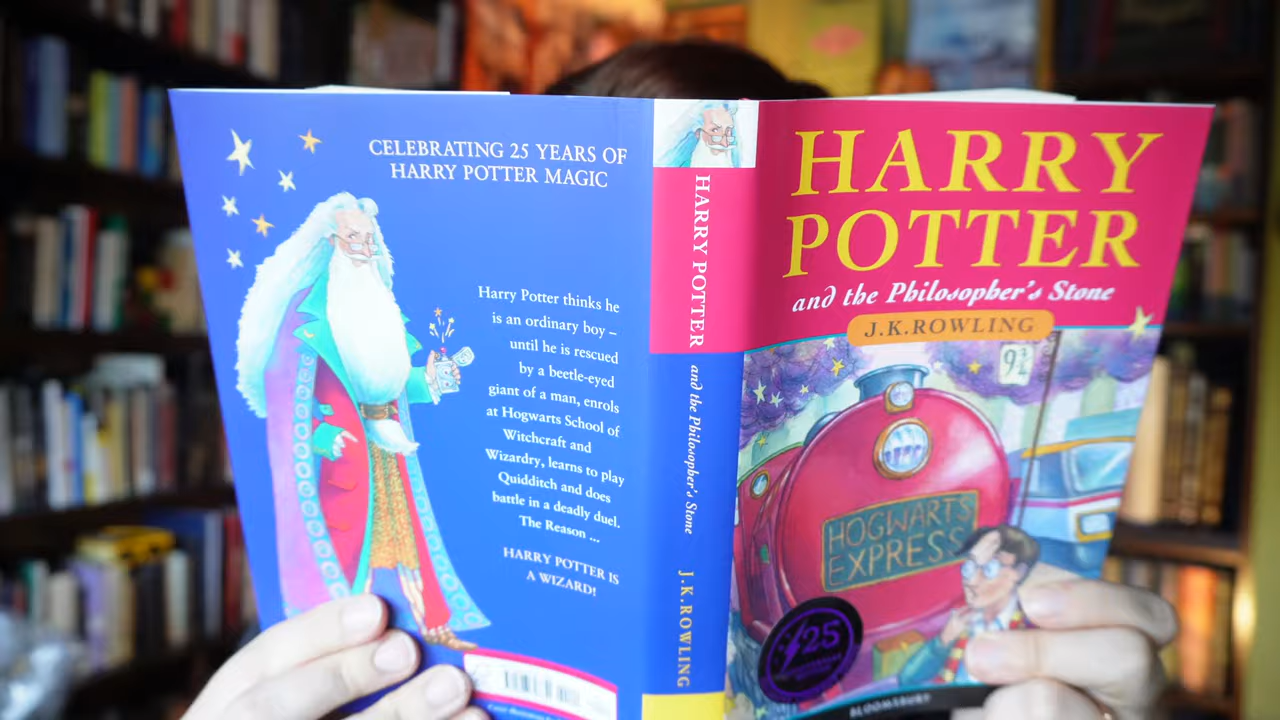 CELEBRATING 25 YEARS OF
HARRY POTTER MAGIC
Harry Potter thinks he
is an ordinary boy –
until he is rescued
by a beetle-eyed
giant of a man, enrols
at Hogwarts School of
Witchcraft and
Wizardry, learns to play
Quidditch and does
battle in a deadly duel.
The Reason ...
HARRY POTTER IS
A WIZARD!
HARRY POTTER
and the Philosopher's Stone
J.K.ROWLING
HARRY
POTTER
and the Philosopher's Stone
J.K.ROWLING
9¾
HOGWARTS
EXPRESS
25
BLOOMSBURY